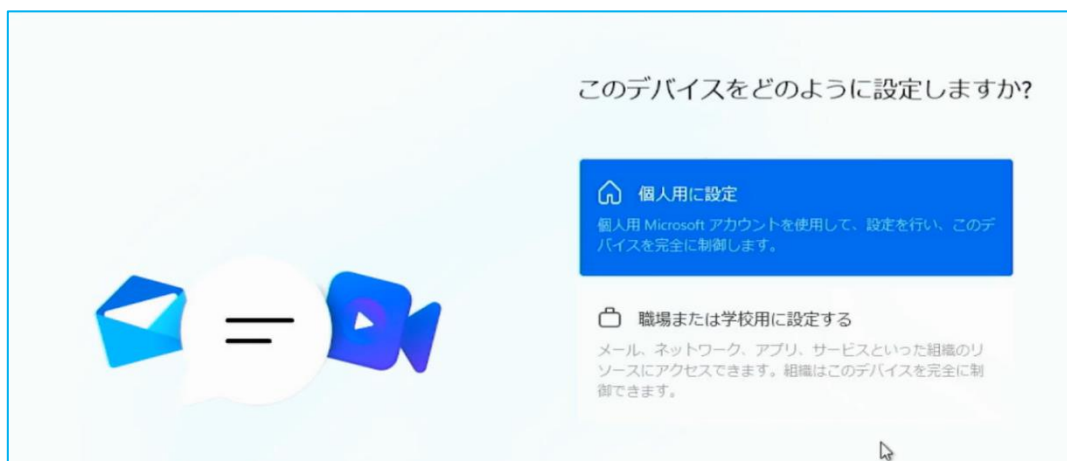 このデバイスをどのように設定しますか?
個人用に設定
個人用 Microsoft アカウントを使用して、設定を行い、このデ
バイスを完全に制御します。
職場または学校用に設定する
メール、ネットワーク、アプリ、サービスといった組織のリ
ソースにアクセスできます。組織はこのデバイスを完全に制
御できます。